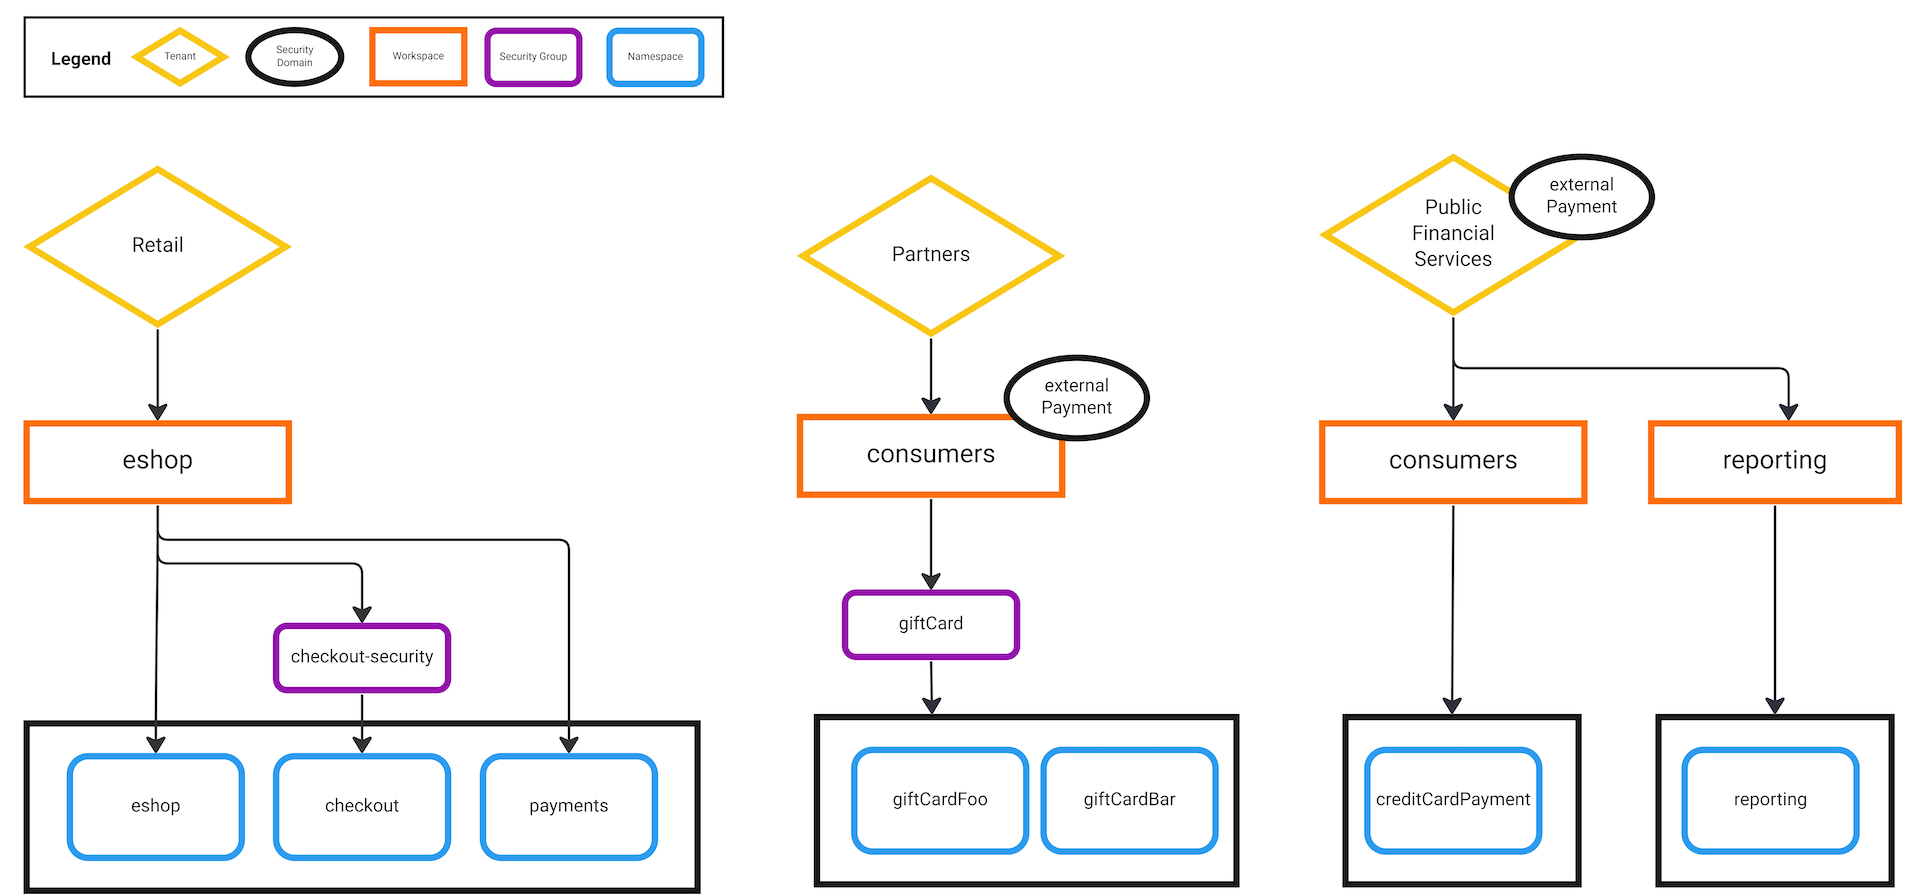 Legend
Tenant
Security
Domain
Workspace
Security Group
Namespace
Retail
Partners
Public
Financial
Services
external
Payment
external
Payment
eshop
consumers
consumers
reporting
checkout-security
giftCard
eshop
checkout
payments
giftCardFoo
giftCardBar
creditCardPayment
reporting